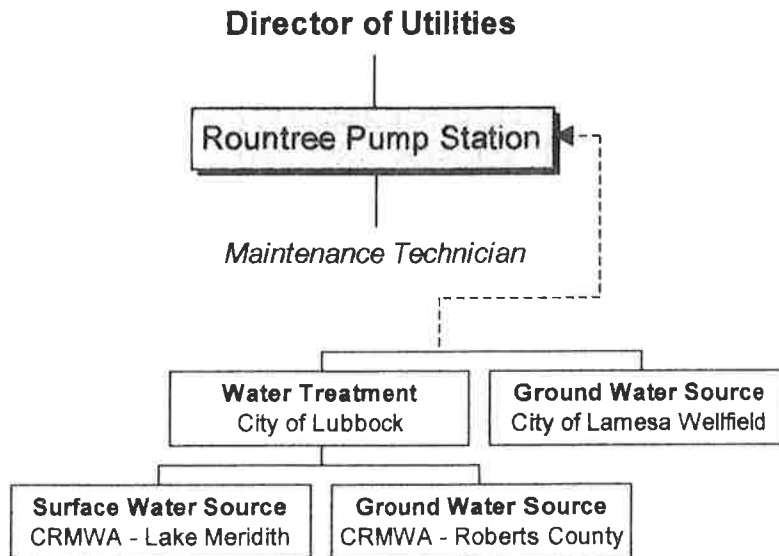 Director of Utilities
Rountree Pump Station
Maintenance Technician
Water Treatment
City of Lubbock
Ground Water Source
City of Lamesa Wellfield
Surface Water Source
CRMWA - Lake Meridith
Ground Water Source
CRMWA - Roberts County